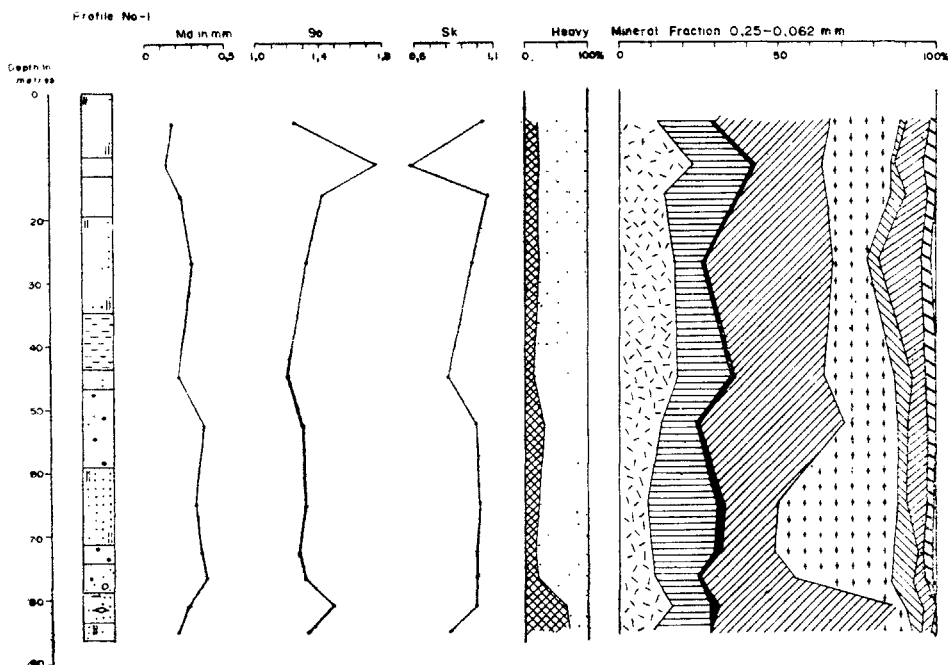 Profile No-1
Md in mm So Sk Heavy Mineral Fraction 0,25-0,062 mm
0 0,5 1,0 1,4 1,8 0,6 1,1 0 100% 0 50 100%
Depth in metres
0
20
30
40
50
60
70
80